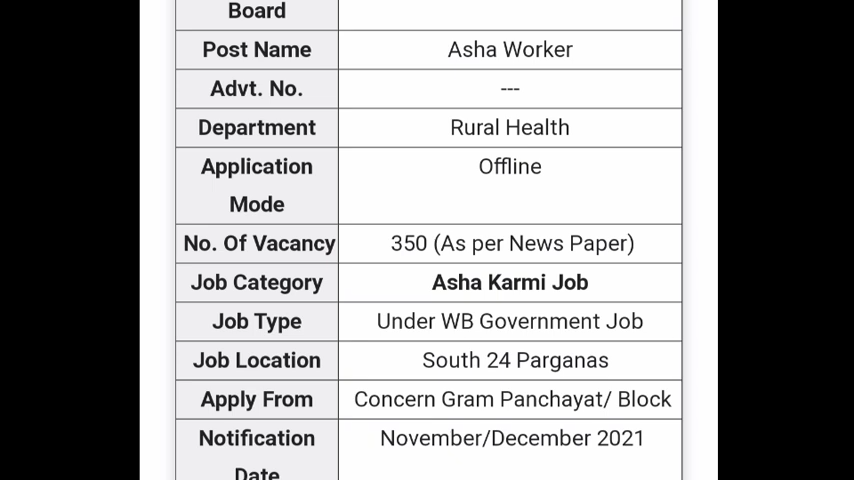 Board
Post Name Asha Worker
Advt. No. ---
Department Rural Health
Application Offline
Mode
No. Of Vacancy 350 (As per News Paper)
Job Category Asha Karmi Job
Job Type Under WB Government Job
Job Location South 24 Parganas
Apply From Concern Gram Panchayat/ Block
Notification November/December 2021
Date